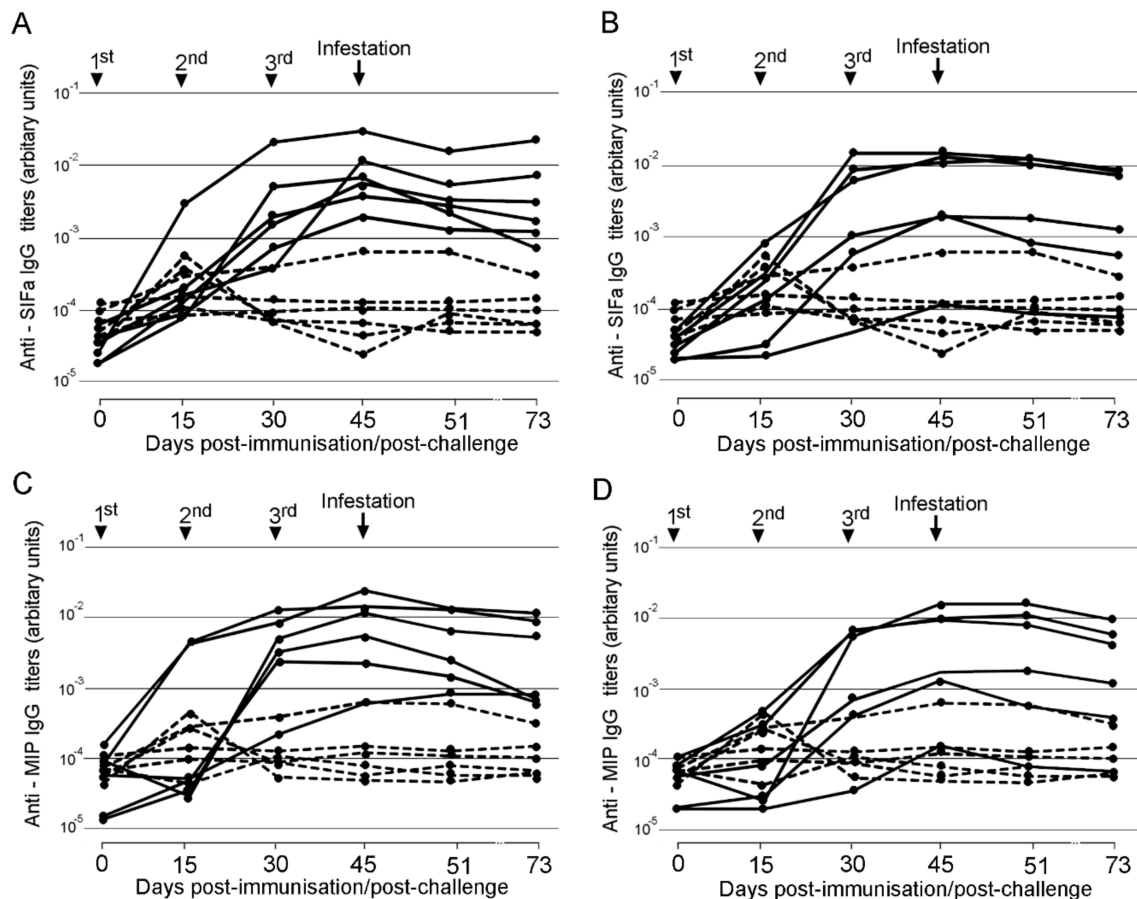 A
1st 2nd 3rd Infestation
Anti - SIFa IgG titers (arbitary units)
10-1
10-2
10-3
10-4
10-5
0 15 30 45 51 73
Days post-immunisation/post-challenge
B
1st 2nd 3rd Infestation
Anti - SIFa IgG titers (arbitary units)
10-1
10-2
10-3
10-4
10-5
0 15 30 45 51 73
Days post-immunisation/post-challenge
C
1st 2nd 3rd Infestation
Anti - MIP IgG titers (arbitary units)
10-1
10-2
10-3
10-4
10-5
0 15 30 45 51 73
Days post-immunisation/post-challenge
D
1st 2nd 3rd Infestation
Anti - MIP IgG titers (arbitary units)
10-1
10-2
10-3
10-4
10-5
0 15 30 45 51 73
Days post-immunisation/post-challenge